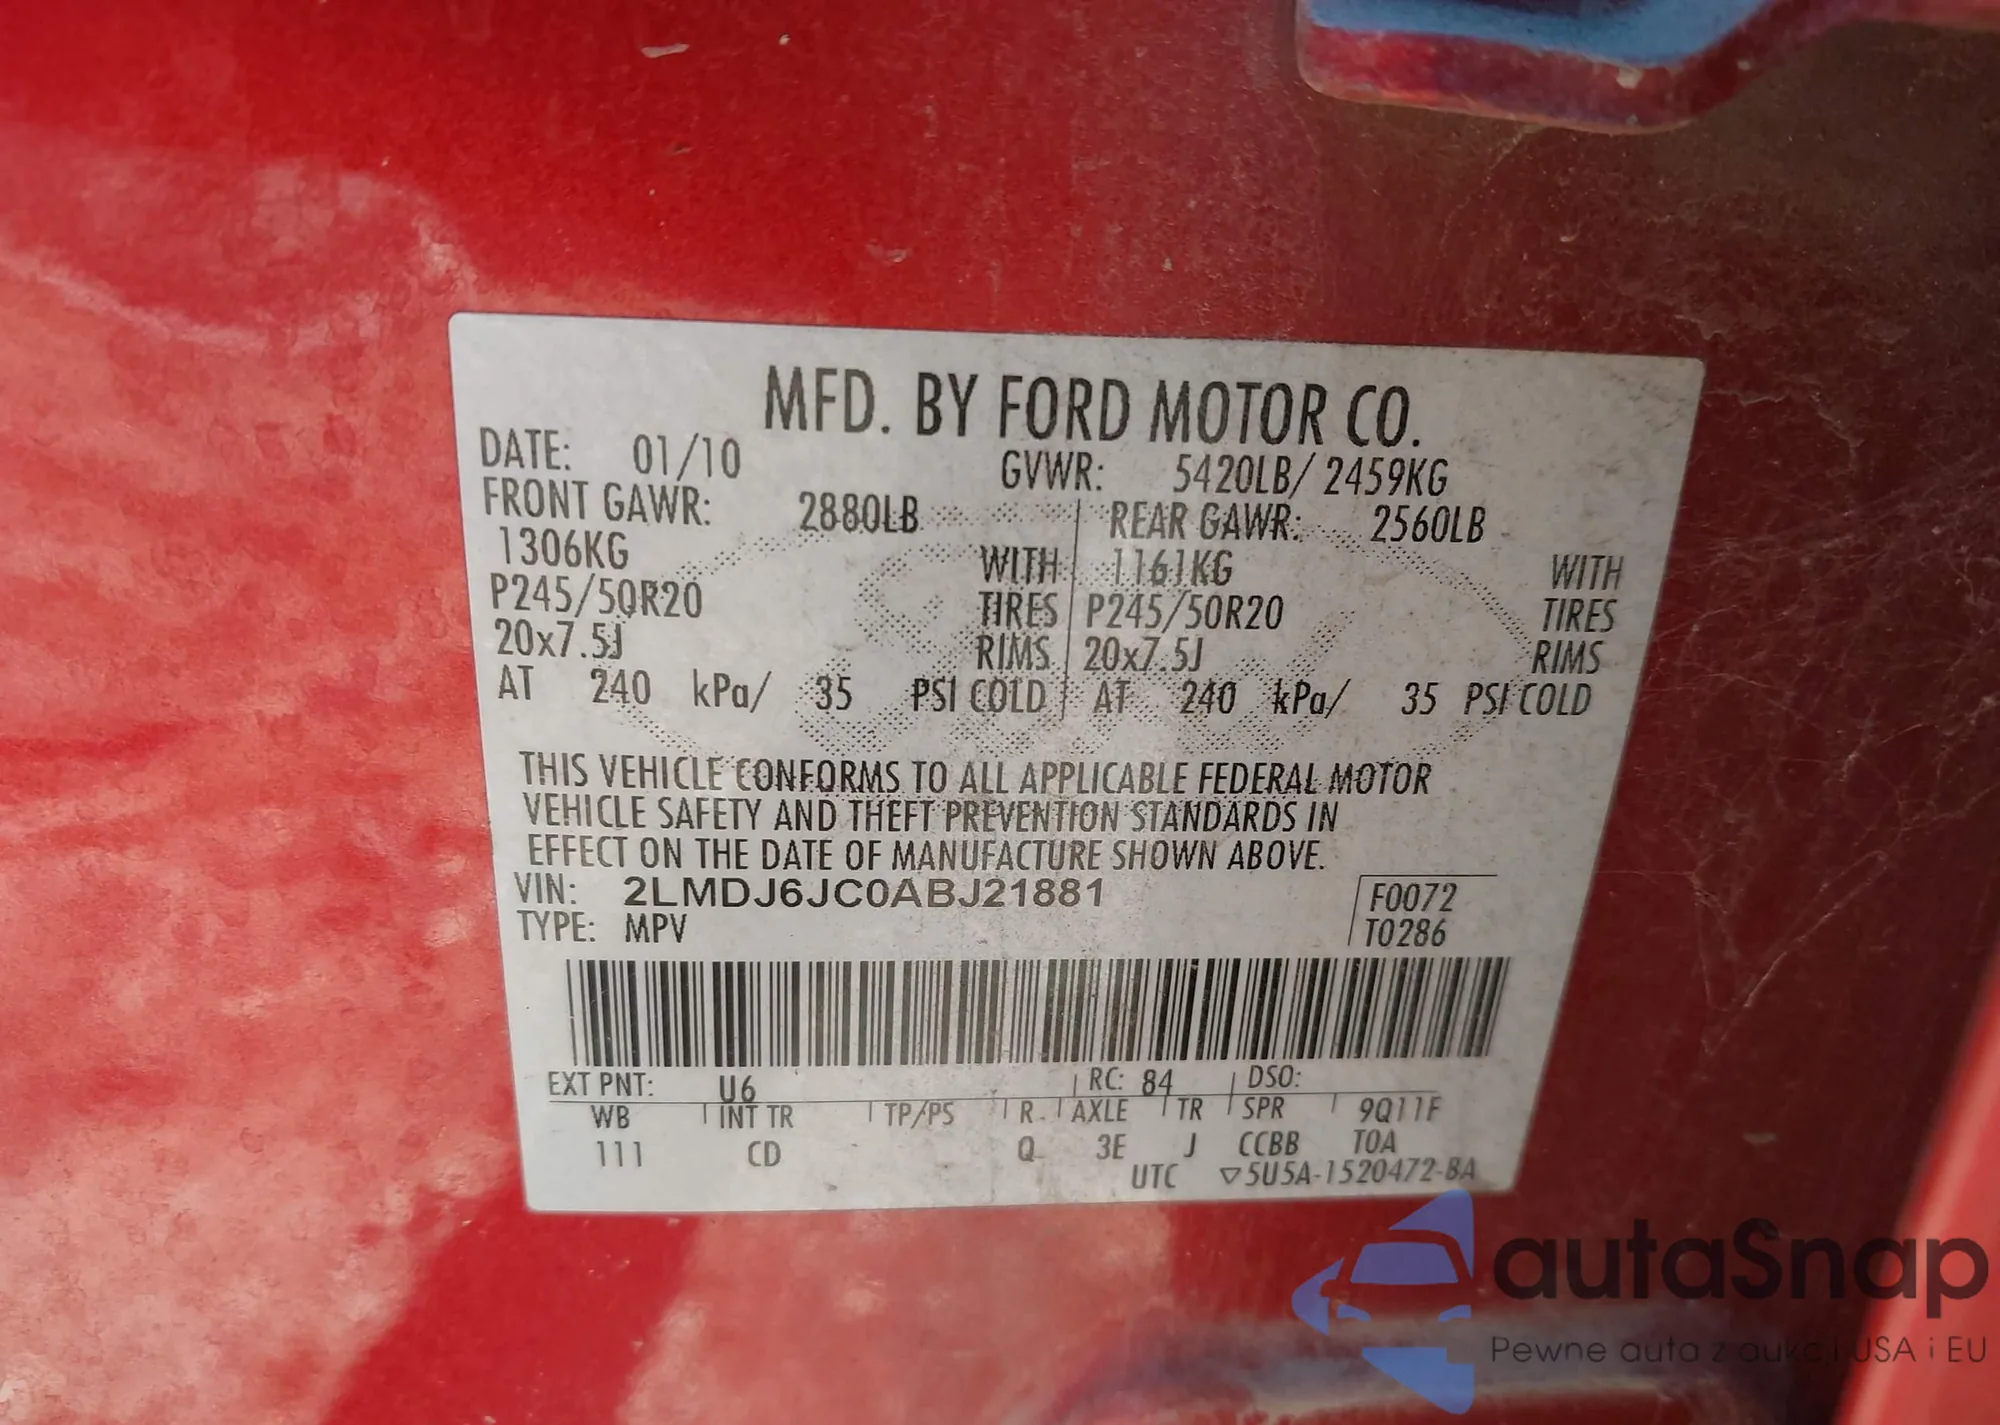 MFD. BY FORD MOTOR CO.
DATE: 01/10 GVWR: 5420LB/ 2459KG
FRONT GAWR: 2880LB REAR GAWR: 2560LB
1306KG WITH 1161KG WITH
P245/50R20 TIRES P245/50R20 TIRES
20x7.5J RIMS 20x7.5J RIMS
AT 240 kPa/ 35 PSI COLD AT 240 kPa/ 35 PSI COLD
THIS VEHICLE CONFORMS TO ALL APPLICABLE FEDERAL MOTOR
VEHICLE SAFETY AND THEFT PREVENTION STANDARDS IN
EFFECT ON THE DATE OF MANUFACTURE SHOWN ABOVE.
VIN: 2LMDJ6JC0ABJ21881 F0072
TYPE: MPV T0286
EXT PNT: U6 RC: 84 DSO:
WB INT TR TP/PS R. AXLE TR SPR 9Q11F
111 CD Q 3E J CCBB TOA
UTC ▽5U5A-1520472-BA
autaSnap
Pewne auta z aukcji USA i EU